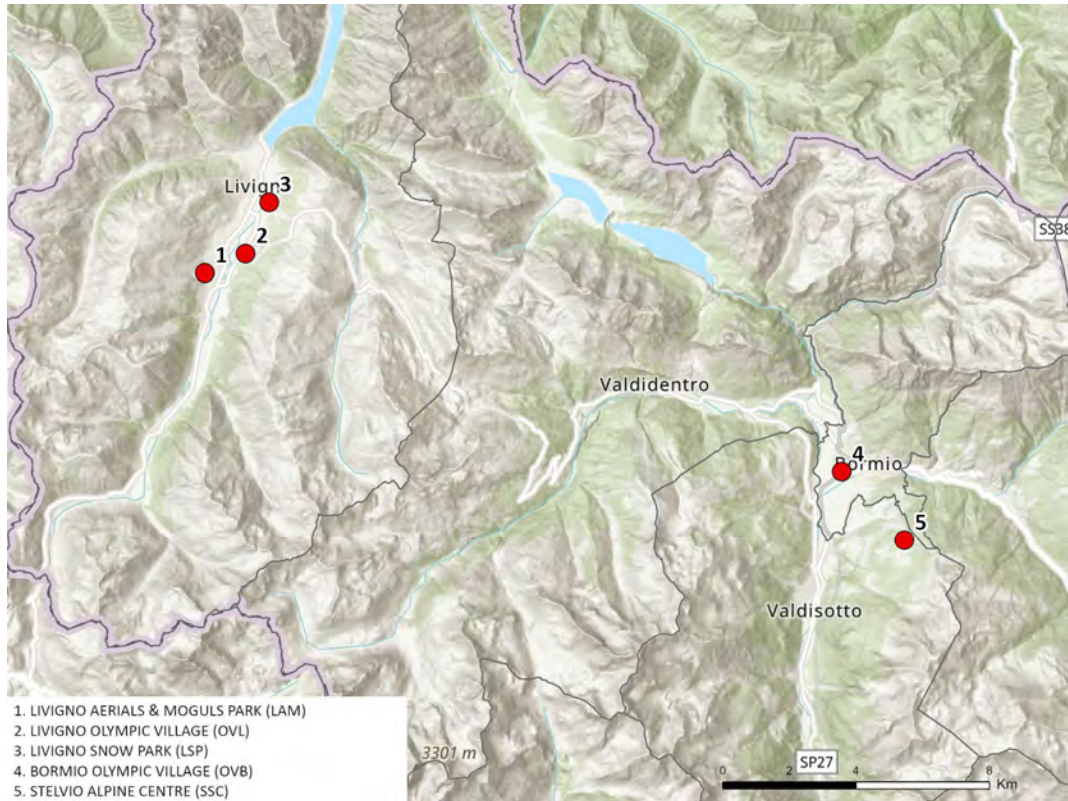 3
Livign
2
1
SS38
Valdidentro
4
Bormio
5
Valdisotto
1. LIVIGNO AERIALS & MOGULS PARK (LAM)
2. LIVIGNO OLYMPIC VILLAGE (OVL)
3. LIVIGNO SNOW PARK (LSP)
4. BORMIO OLYMPIC VILLAGE (OVB)
5. STELVIO ALPINE CENTRE (SSC)
3301 m
SP27
0 2 4 8
Km